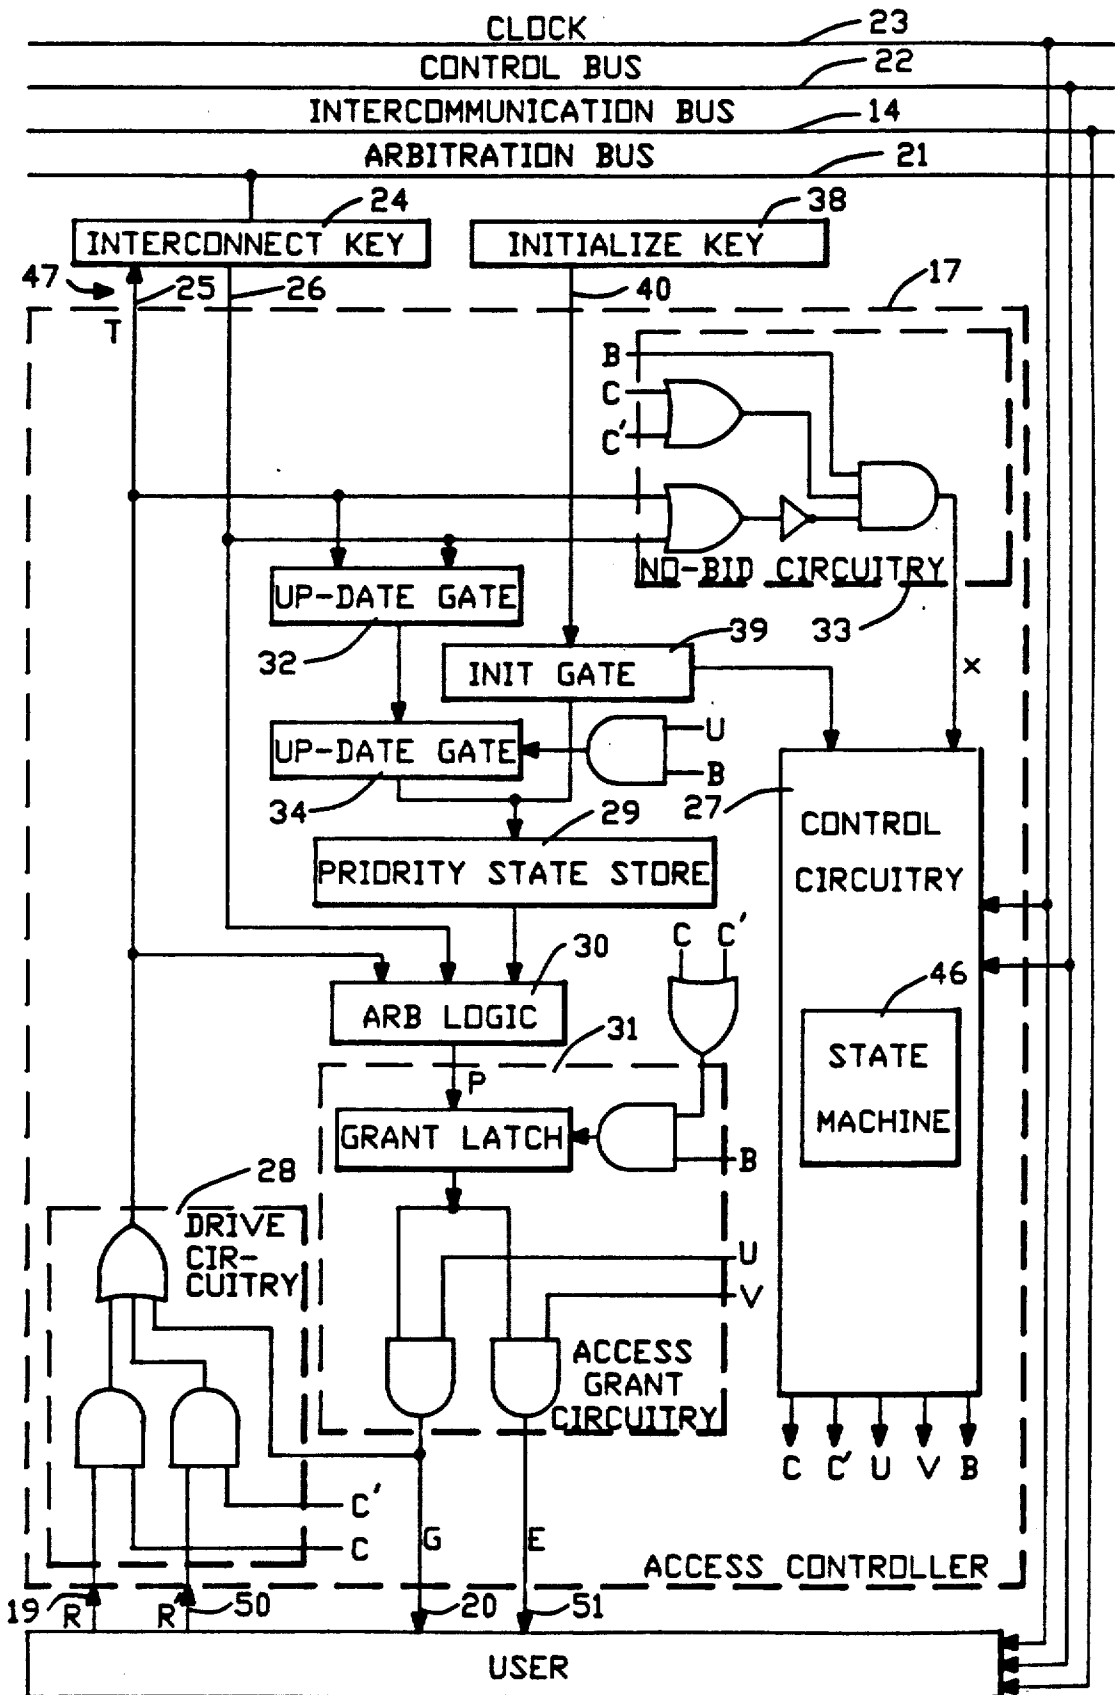 CLOCK 23
CONTROL BUS 22
INTERCOMMUNICATION BUS 14
ARBITRATION BUS 21
24
38
INTERCONNECT KEY
INITIALIZE KEY
47
25
26
40
17
T
B
C
C'
NO-BID CIRCUITRY
33
UP-DATE GATE
32
39
INIT GATE
X
UP-DATE GATE
34
U
B
27
CONTROL
CIRCUITRY
29
PRIORITY STATE STORE
C C'
30
ARB LOGIC
46
STATE
MACHINE
31
P
GRANT LATCH
B
28
DRIVE
CIR-
CUITRY
U
V
ACCESS
GRANT
CIRCUITRY
C C' U V B
C'
C
G
E
ACCESS CONTROLLER
19
R
R'
50
20
51
USER